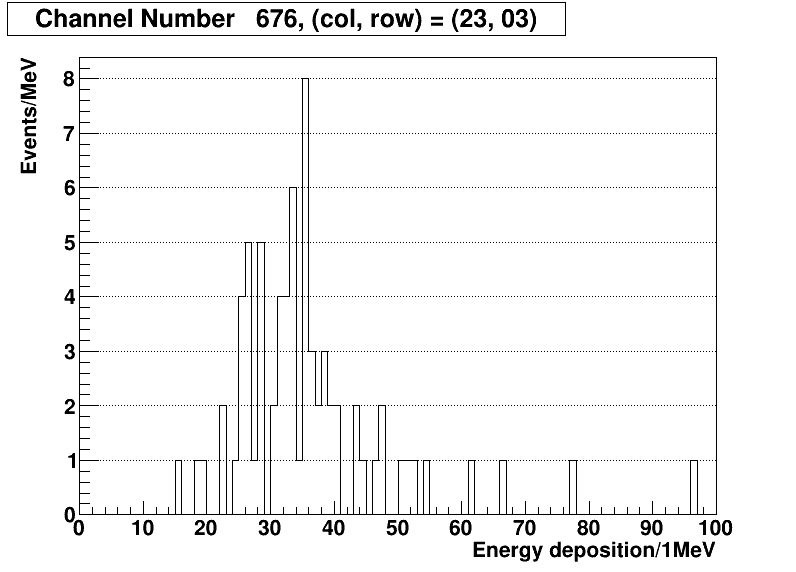 Channel Number 676, (col, row) = (23, 03)
Events/MeV
8
7
6
5
4
3
2
1
0
0 10 20 30 40 50 60 70 80 90 100
Energy deposition/1MeV